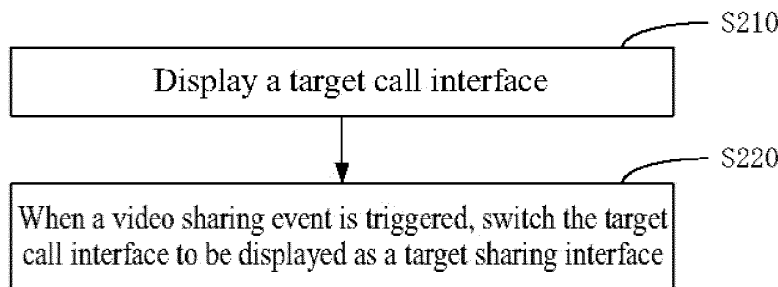 S210
Display a target call interface
S220
When a video sharing event is triggered, switch the target
call interface to be displayed as a target sharing interface